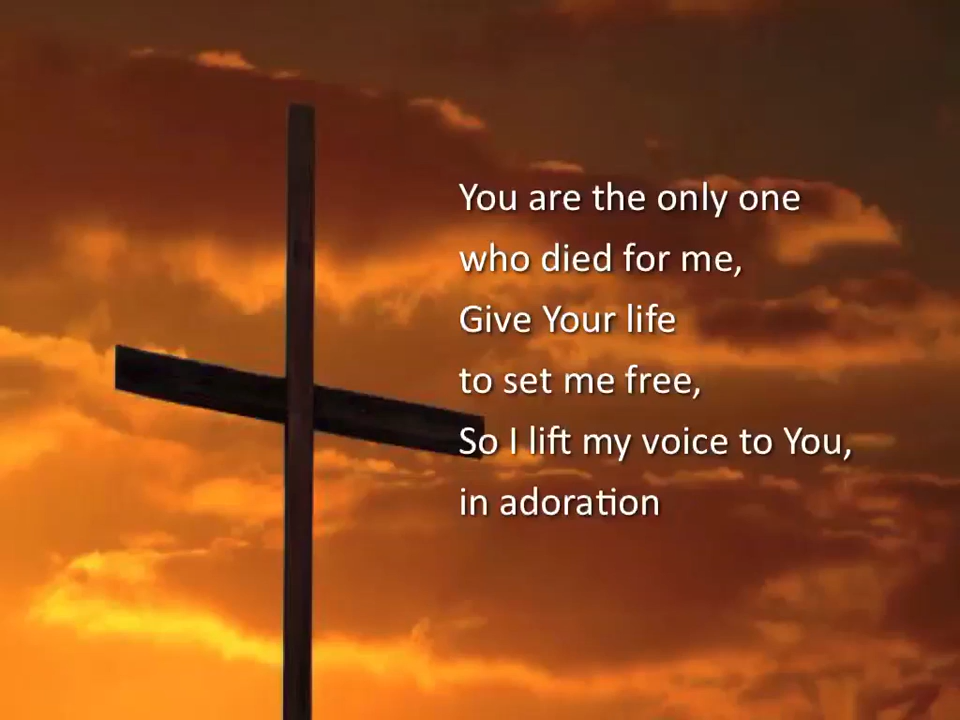 You are the only one
who died for me,
Give Your life
to set me free,
So I lift my voice to You,
in adoration